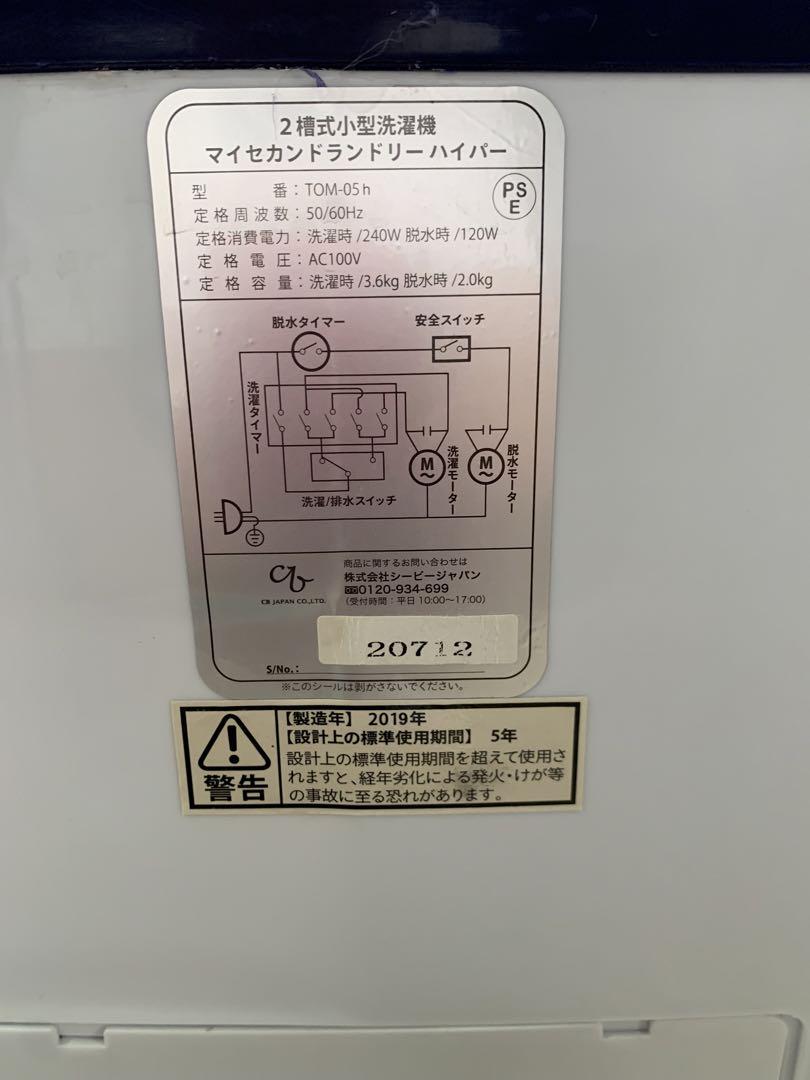 2槽式小型洗濯機
マイセカンドランドリー ハイパー
型番：TOM-05h
PS
E
定格周波数：50/60Hz
定格消費電力：洗濯時/240W 脱水時/120W
定格電圧：AC100V
定格容量：洗濯時/3.6kg 脱水時/2.0kg
脱水タイマー
安全スイッチ
洗濯タイマー
M
~
洗濯モーター
M
~
脱水モーター
洗濯/排水スイッチ
cb
CB JAPAN CO.,LTD.
商品に関するお問い合わせは
株式会社シービージャパン
0120-934-699
（受付時間：平日 10:00〜17:00）
20712
S/No.：
※このシールは剥がさないでください。
警告
【製造年】 2019年
【設計上の標準使用期間】 5年
設計上の標準使用期間を超えて使用さ
れますと、経年劣化による発火・けが等
の事故に至る恐れがあります。